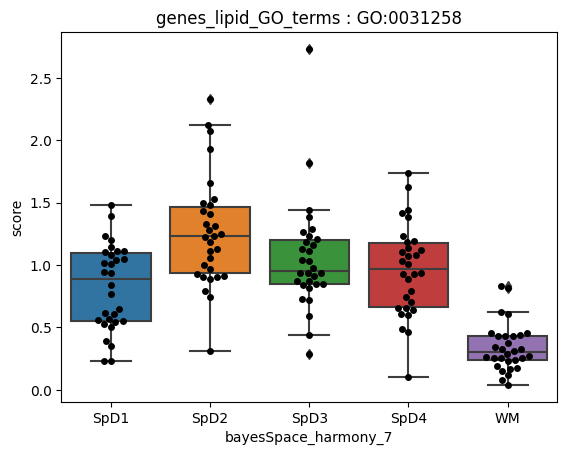 genes_lipid_GO_terms : GO:0031258
score
2.5
2.0
1.5
1.0
0.5
0.0
SpD1 SpD2 SpD3 SpD4 WM
bayesSpace_harmony_7